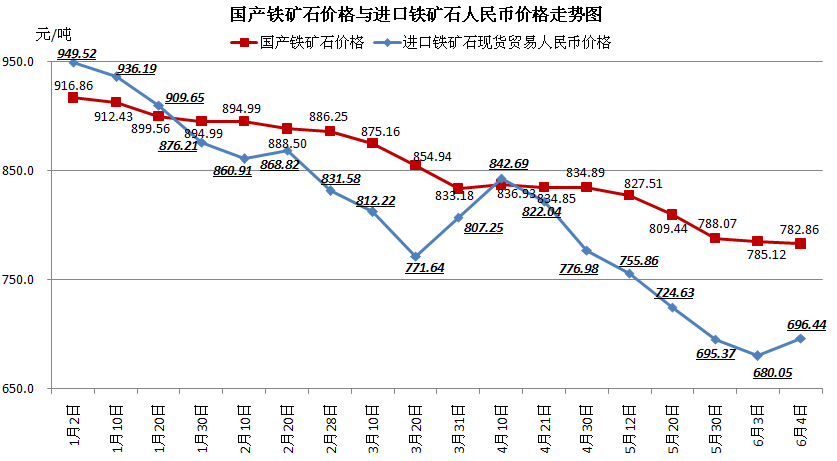 国产铁矿石价格与进口铁矿石人民币价格走势图
元/吨
国产铁矿石价格 进口铁矿石现货贸易人民币价格
950.0
850.0
750.0
650.0
949.52
936.19
909.65
876.21
860.91
868.82
831.58
812.22
771.64
807.25
842.69
822.04
776.98
755.86
724.63
695.37
680.05
696.44
916.86
912.43
899.56
894.99
894.99
888.50
886.25
875.16
854.94
833.18
836.93
834.85
834.89
827.51
809.44
788.07
785.12
782.86
1月2日
1月10日
1月20日
1月30日
2月10日
2月20日
2月28日
3月10日
3月20日
3月31日
4月10日
4月21日
4月30日
5月12日
5月20日
5月30日
6月3日
6月4日